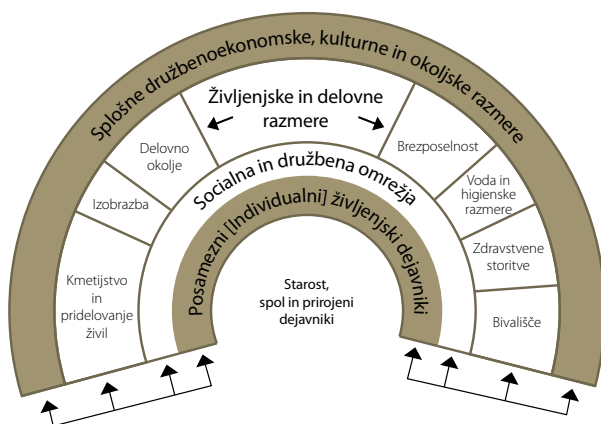 Splošne družbenoekonomske, kulturne in okoljske razmere
Življenjske in delovne
razmere
Delovno
okolje
Izobrazba
Kmetijstvo
in
pridelovanje
živil
Brezposelnost
Voda in
higienske
razmere
Zdravstvene
storitve
Bivališče
Socialna in družbena omrežja
Posamezni [Individualni] življenjski dejavniki
Starost,
spol in prirojeni
dejavniki